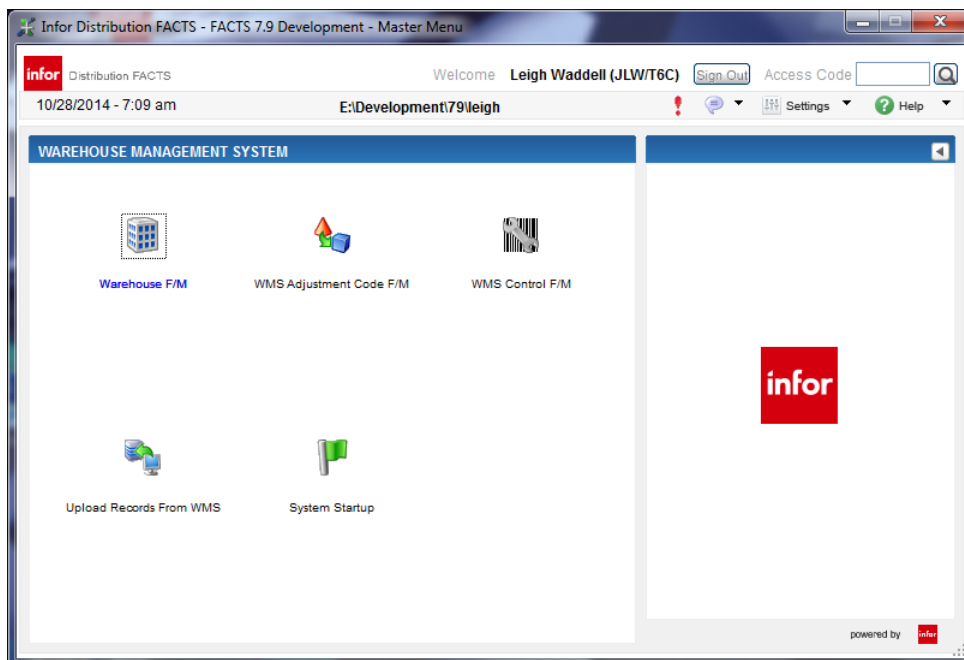 Infor Distribution FACTS - FACTS 7.9 Development - Master Menu
infor Distribution FACTS Welcome Leigh Waddell (JLW/T6C) Sign Out Access Code
10/28/2014 - 7:09 am E:\Development\79\leigh Settings Help
WAREHOUSE MANAGEMENT SYSTEM
Warehouse F/M WMS Adjustment Code F/M WMS Control F/M
infor
Upload Records From WMS System Startup
powered by infor